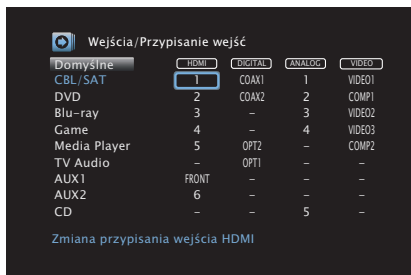 Wejścia/Przypisanie wejść
Domyślne HDMI DIGITAL ANALOG VIDEO
CBL/SAT 1 COAX1 1 VIDEO1
DVD 2 COAX2 2 COMP1
Blu-ray 3 – 3 VIDEO2
Game 4 – 4 VIDEO3
Media Player 5 OPT2 – COMP2
TV Audio – OPT1 – –
AUX1 FRONT – – –
AUX2 6 – – –
CD – – 5 –
Zmiana przypisania wejścia HDMI